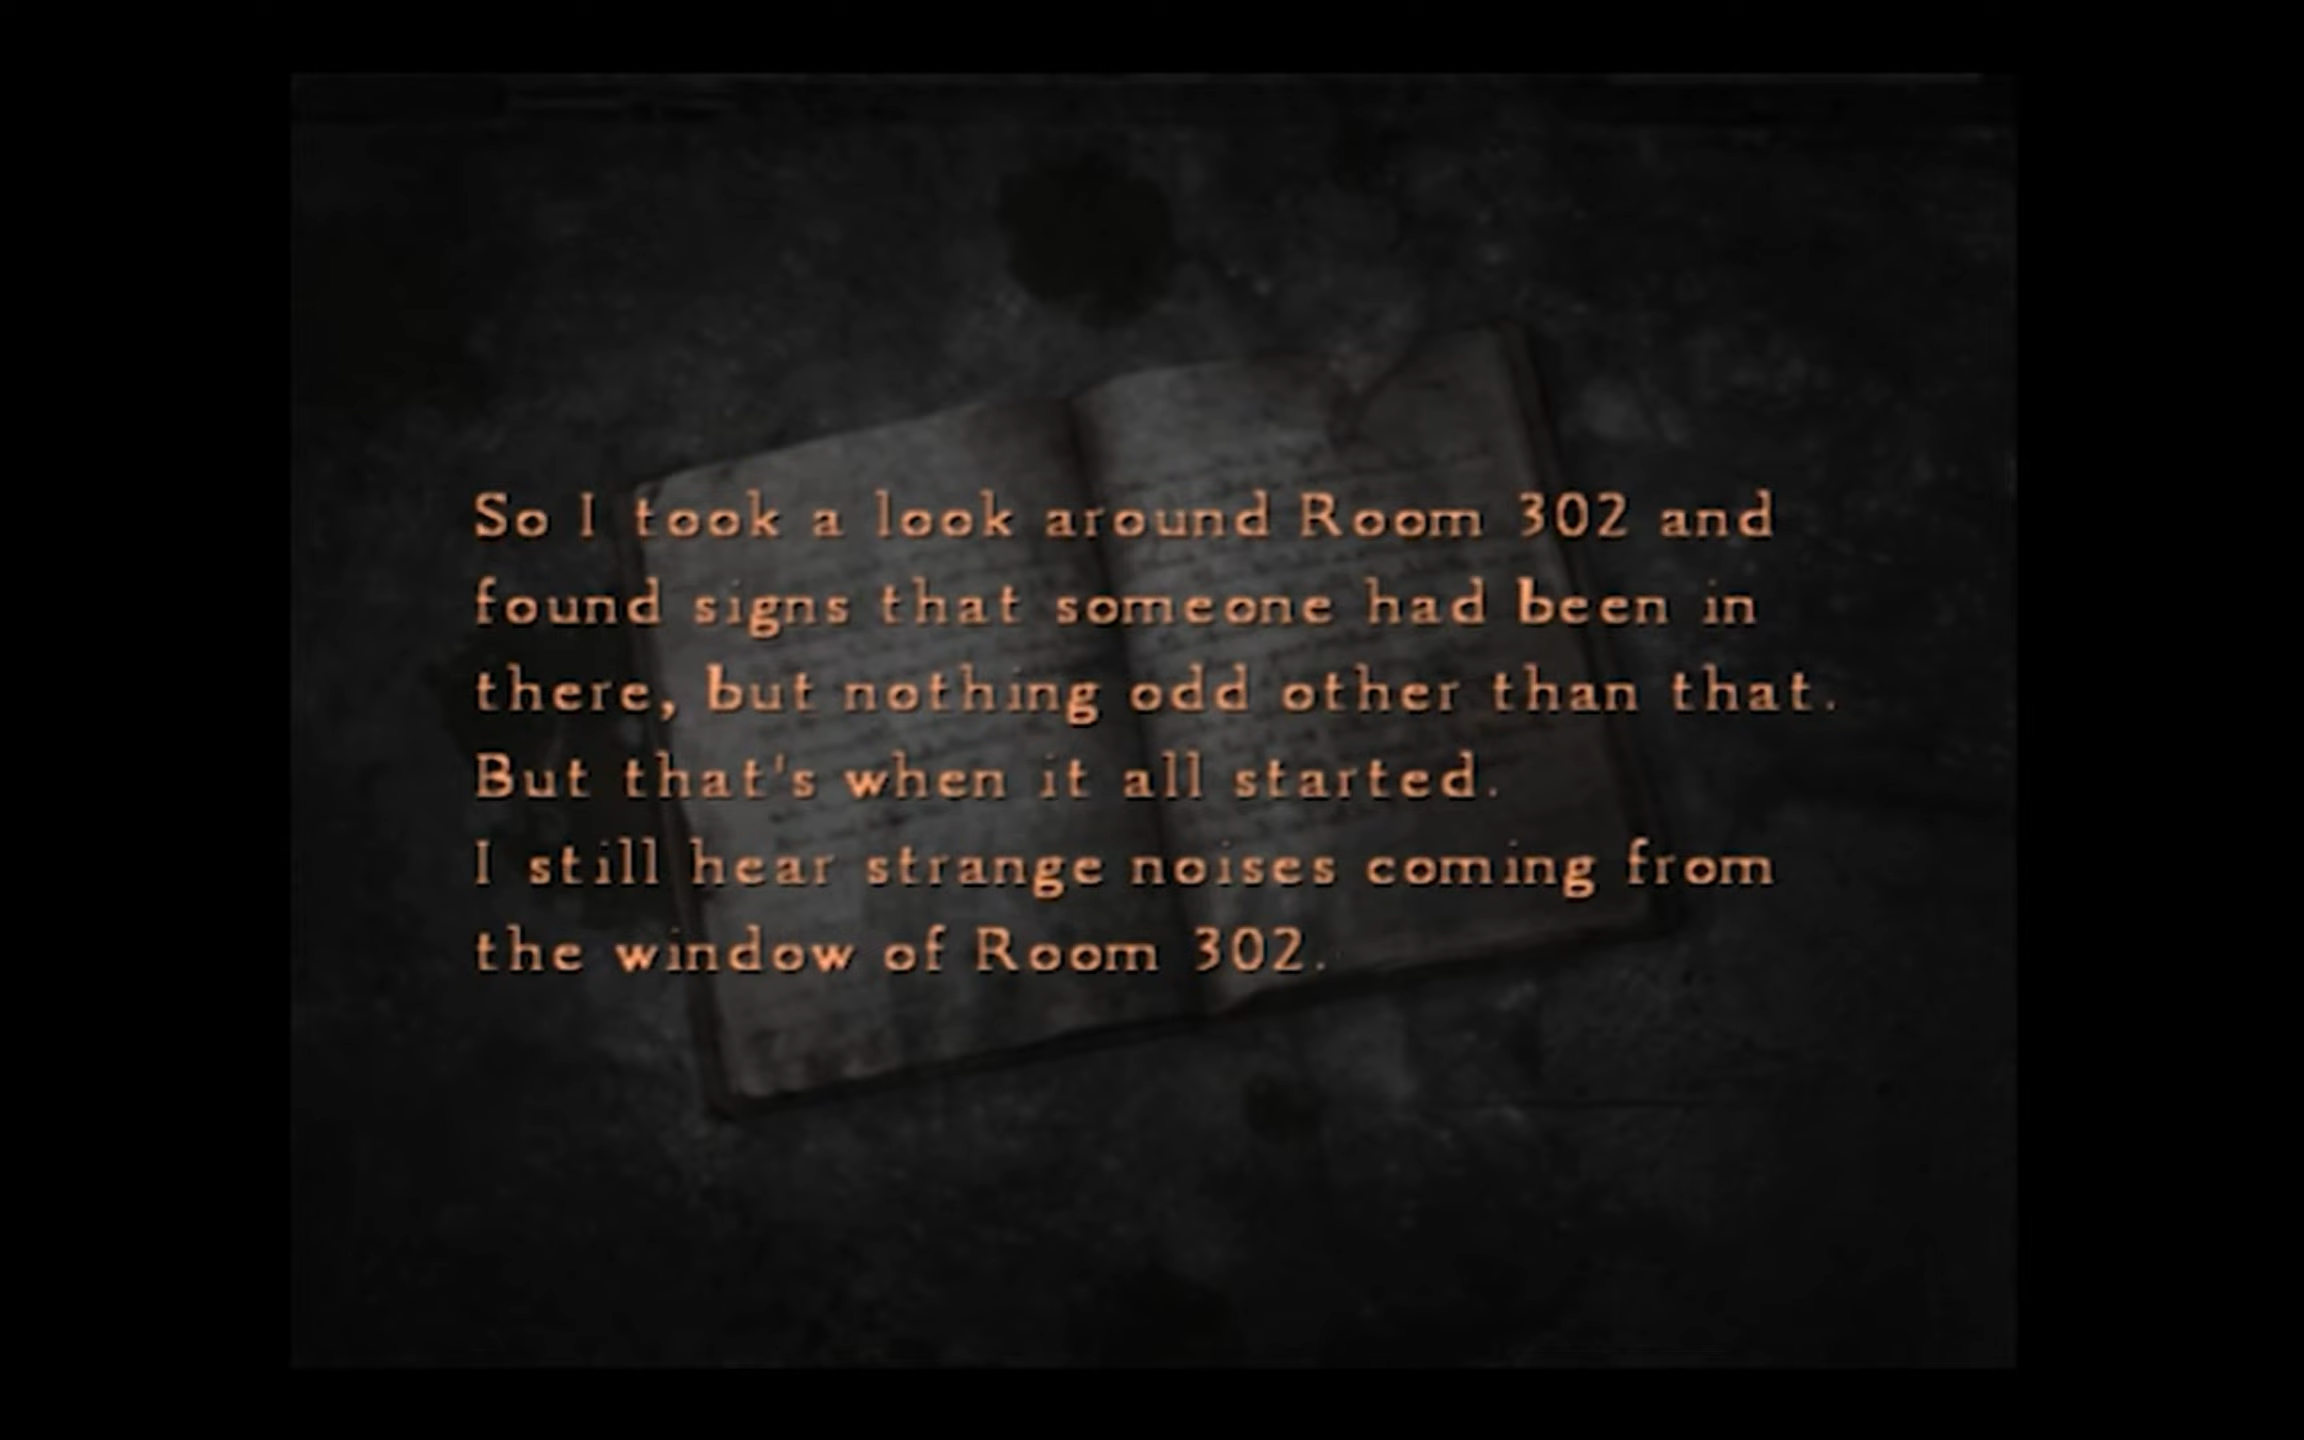 So I took a look around Room 302 and
found signs that someone had been in
there, but nothing odd other than that.
But that's when it all started.
I still hear strange noises coming from
the window of Room 302.